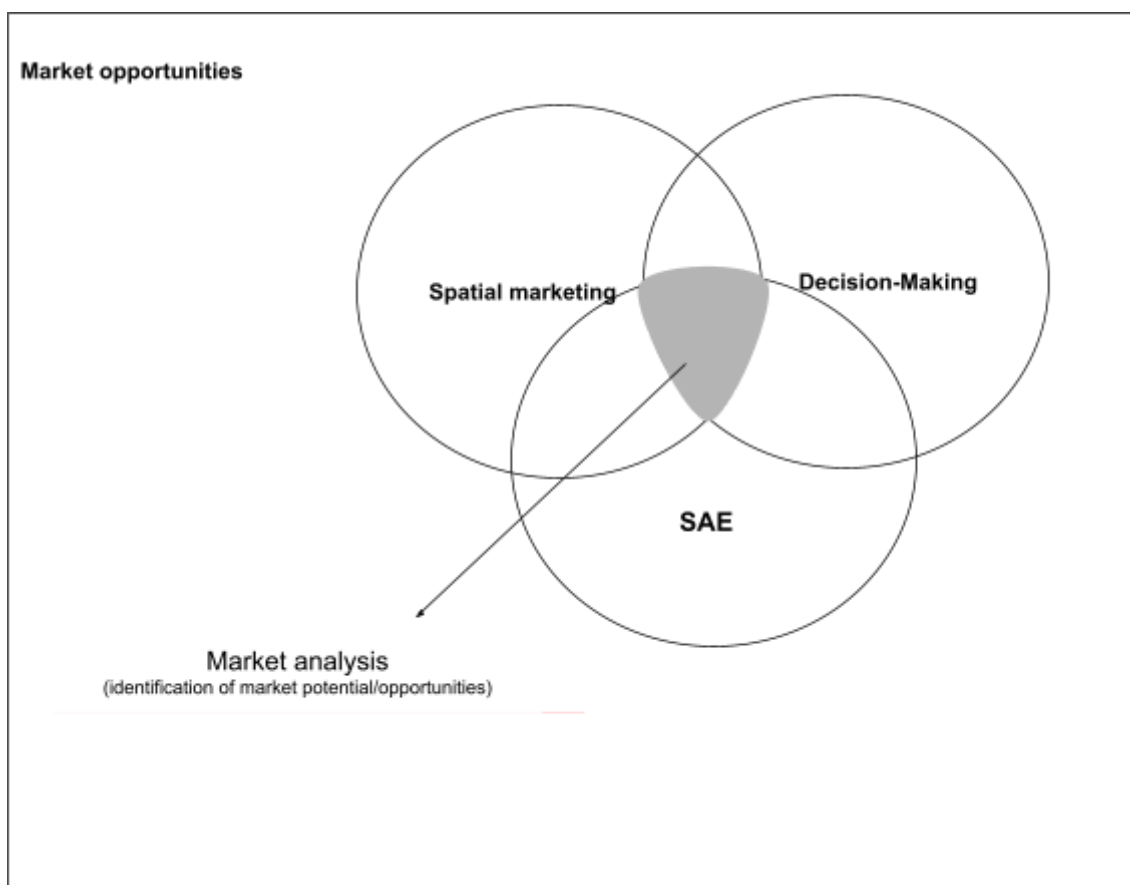 Market opportunities
Spatial marketing
Decision-Making
SAE
Market analysis
(identification of market potential/opportunities)